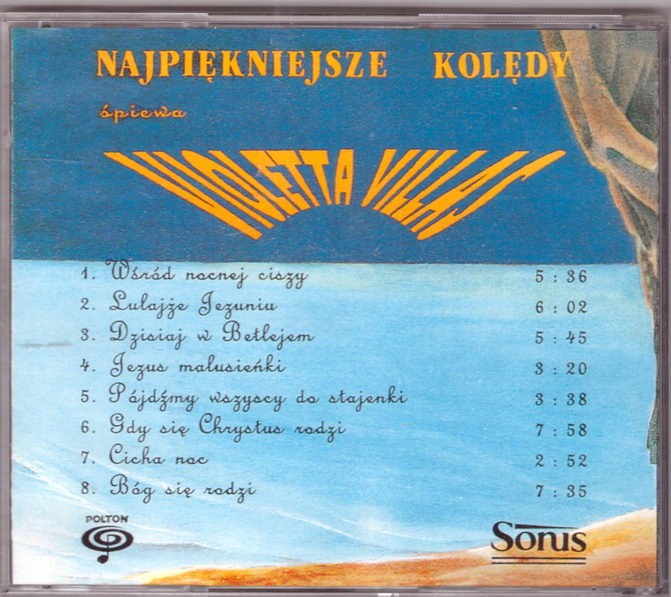 NAJPIĘKNIEJSZE KOLĘDY
śpiewa
VIOLETTA VILLAS
1. Wśród nocnej ciszy 5 : 36
2. Lulajże Jezuniu 6 : 02
3. Dzisiaj w Betlejem 5 : 45
4. Jezus malusieńki 3 : 20
5. Pójdźmy wszyscy do stajenki 3 : 38
6. Gdy się Chrystus rodzi 7 : 58
7. Cicha noc 2 : 52
8. Bóg się rodzi 7 : 35
POLTON
Sonus